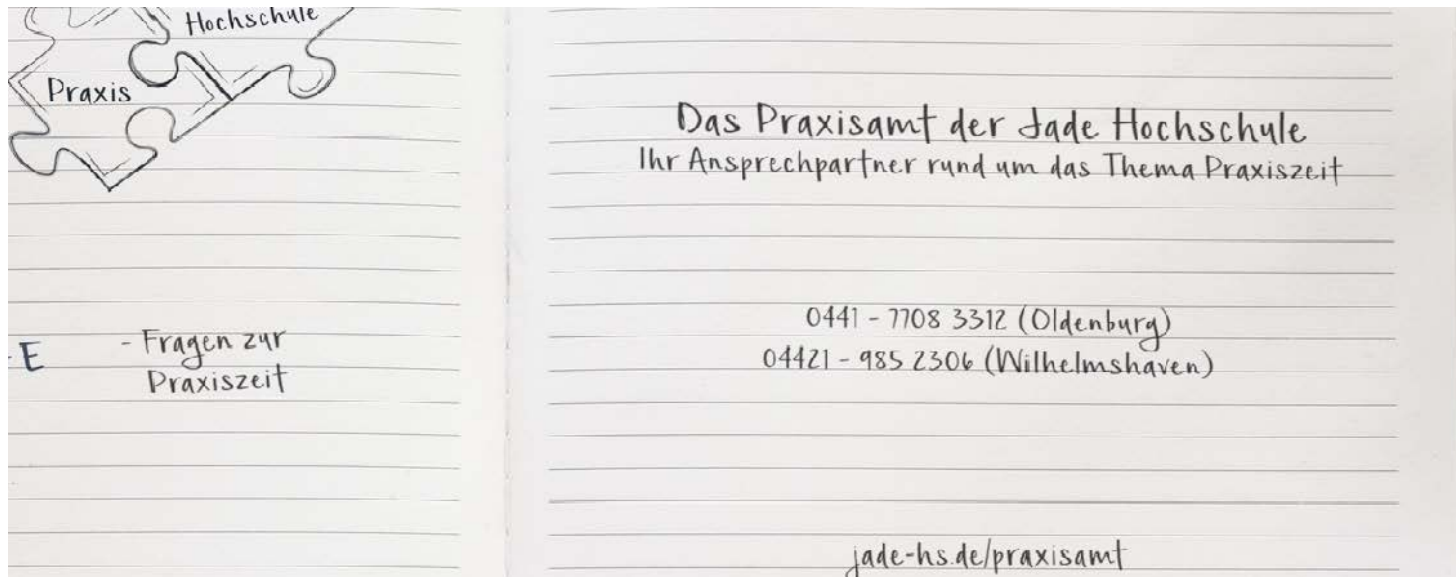 Hochschule
Praxis
E
- Fragen zur
Praxiszeit
Das Praxisamt der Jade Hochschule
Ihr Ansprechpartner rund um das Thema Praxiszeit
0441 - 7708 3312 (Oldenburg)
04421 - 985 2306 (Wilhelmshaven)
jade-hs.de/praxisamt